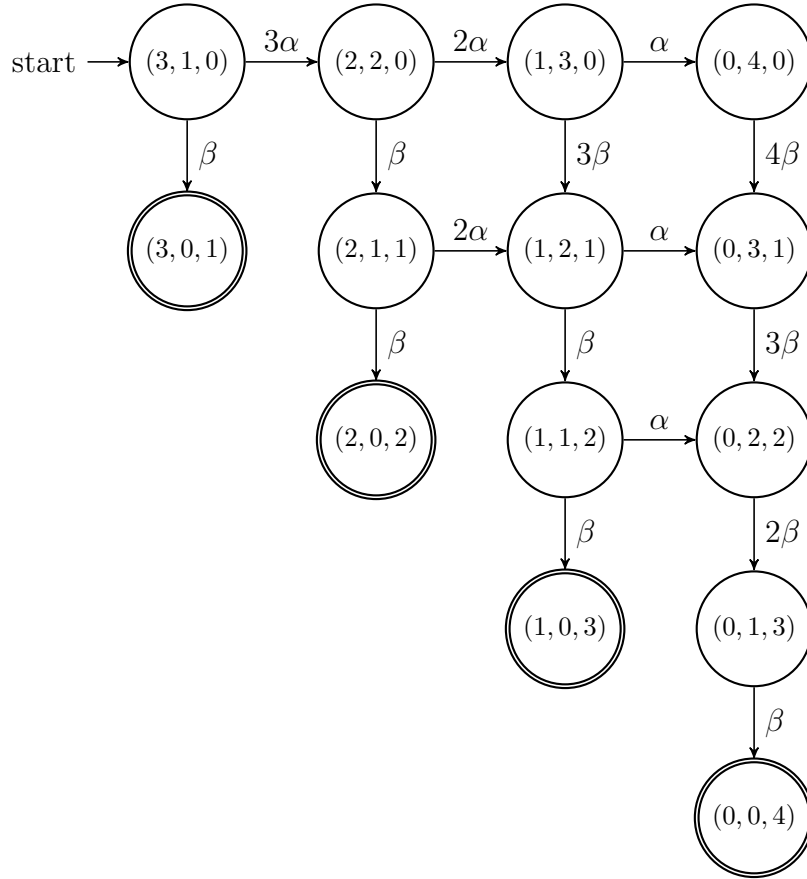 3α 2α α
start (3, 1, 0) (2, 2, 0) (1, 3, 0) (0, 4, 0)
β β 3β 4β
2α α
(3, 0, 1) (2, 1, 1) (1, 2, 1) (0, 3, 1)
β β 3β
α
(2, 0, 2) (1, 1, 2) (0, 2, 2)
β 2β
(1, 0, 3) (0, 1, 3)
β
(0, 0, 4)